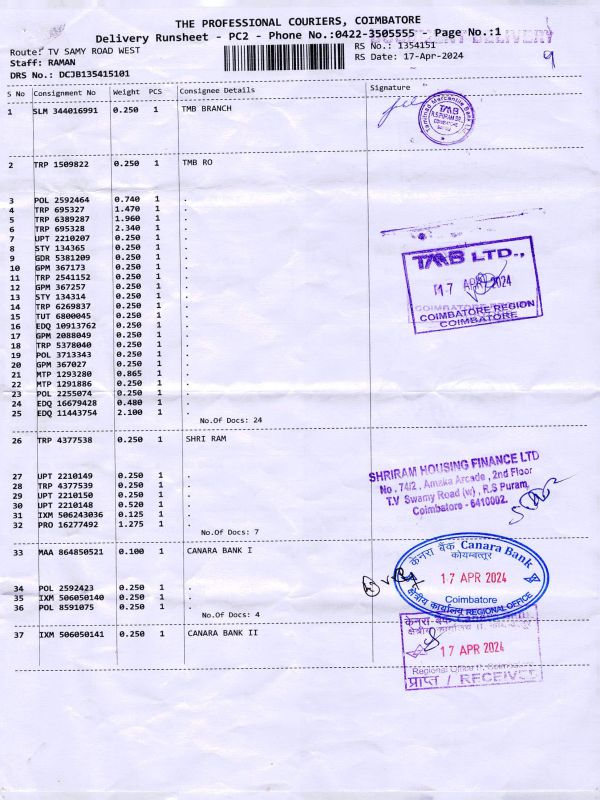 THE PROFESSIONAL COURIERS, COIMBATORE
Delivery Runsheet - PC2 - Phone No.:0422-3505555 - Page No.:1
Route: TV SAMY ROAD WEST
RS No.: 1354151
Staff: RAMAN
RS Date: 17-Apr-2024
9
DRS No.: DCJB135415101
S No Consignment No Weight PCS Consignee Details Signature
1 SLM 344016991 0.250 1 TMB BRANCH
Tamilnad Mercantile Bank Ltd
TMB
R.S PURAM BR.
2 TRP 1509822 0.250 1 TMB RO
3 POL 2592464 0.740 1 .
4 TRP 695327 1.470 1 .
5 TRP 6389287 1.960 1 .
6 TRP 695328 2.340 1 .
7 UPT 2210207 0.250 1 .
8 STY 134365 0.250 1 .
9 GDR 5381209 0.250 1 .
10 GPM 367173 0.250 1 .
11 TRP 2541152 0.250 1 .
12 GPM 367257 0.250 1 .
13 STY 134314 0.250 1 .
14 TRP 6269837 0.250 1 .
15 TUT 6800045 0.250 1 .
16 EDQ 10913762 0.250 1 .
17 GPM 2088049 0.250 1 .
18 TRP 5378040 0.250 1 .
19 POL 3713343 0.250 1 .
20 GPM 367027 0.250 1 .
21 MTP 1293280 0.865 1 .
22 MTP 1291886 0.250 1 .
23 POL 2255074 0.250 1 .
24 EDQ 16679428 0.480 1 .
25 EDQ 11443754 2.100 1 .
No.Of Docs: 24
TMB LTD.,
17 APR 2024
COIMBATORE REGION
COIMBATORE
26 TRP 4377538 0.250 1 SHRI RAM
27 UPT 2210149 0.250 1 .
28 TRP 4377539 0.250 1 .
29 UPT 2210150 0.250 1 .
30 UPT 2210148 0.520 1 .
31 IXM 506243036 0.125 1 .
32 PRO 16277492 1.275 1 .
No.Of Docs: 7
SHRIRAM HOUSING FINANCE LTD
No. 74/2, Amaka Arcade, 2nd Floor
T.V Swamy Road (w), R.S Puram,
Coimbatore - 6410002.
33 MAA 864850521 0.100 1 CANARA BANK I
34 POL 2592423 0.250 1 .
35 IXM 506050140 0.250 1 .
36 POL 8591075 0.250 1 .
No.Of Docs: 4
केनरा बैंक Canara Bank
कोयम्बत्तूर
17 APR 2024
Coimbatore
क्षेत्रीय कार्यालय REGIONAL OFFICE
37 IXM 506050141 0.250 1 CANARA BANK II
17 APR 2024
प्राप्त / RECEIVED